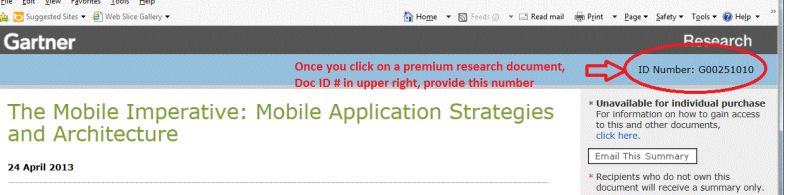 File Edit View Favorites Tools Help
Suggested Sites Web Slice Gallery Home Feeds (J) Read mail Print Page Safety Tools Help »
Gartner Research
Once you click on a premium research document,
Doc ID # in upper right, provide this number
ID Number: G00251010
The Mobile Imperative: Mobile Application Strategies
and Architecture
24 April 2013
* Unavailable for individual purchase
For information on how to gain access
to this and other documents,
click here.
Email This Summary
* Recipients who do not own this
document will receive a summary only.